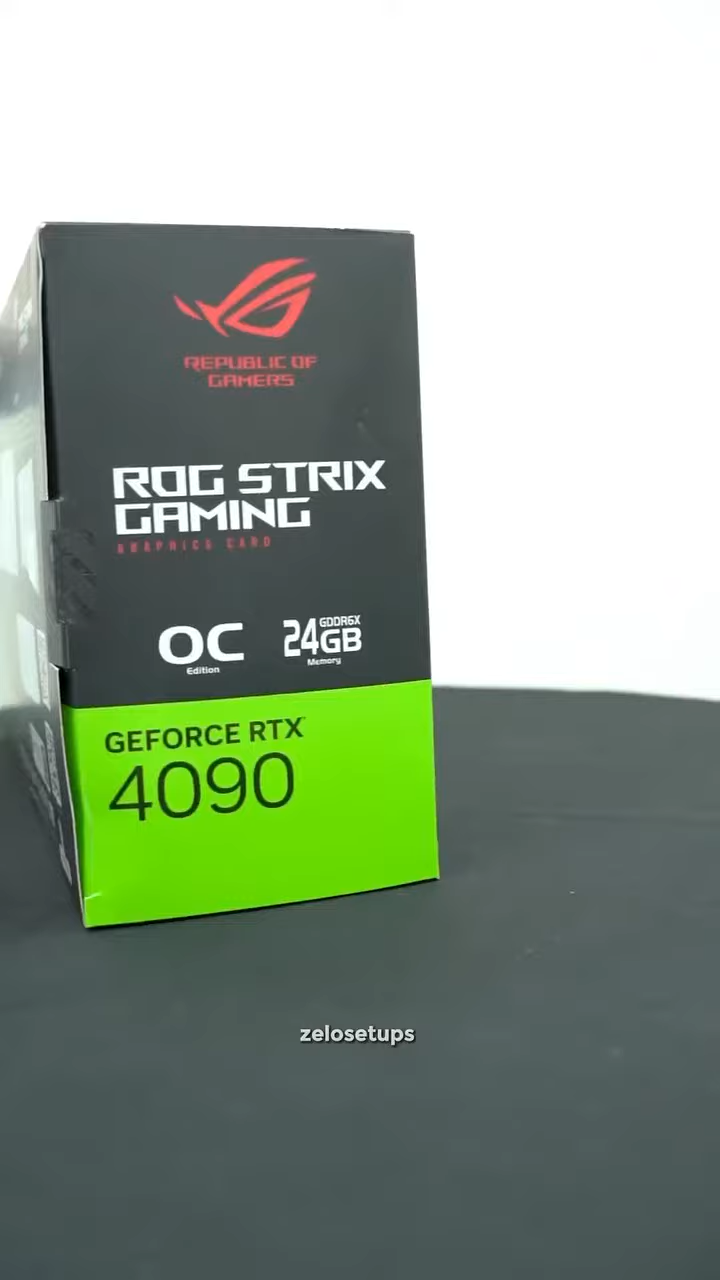 REPUBLIC OF
GAMERS
ROG STRIX
GAMING
GRAPHICS CARD
OC
Edition
24GB
GDDR6X
Memory
GEFORCE RTX
4090
zelosetups